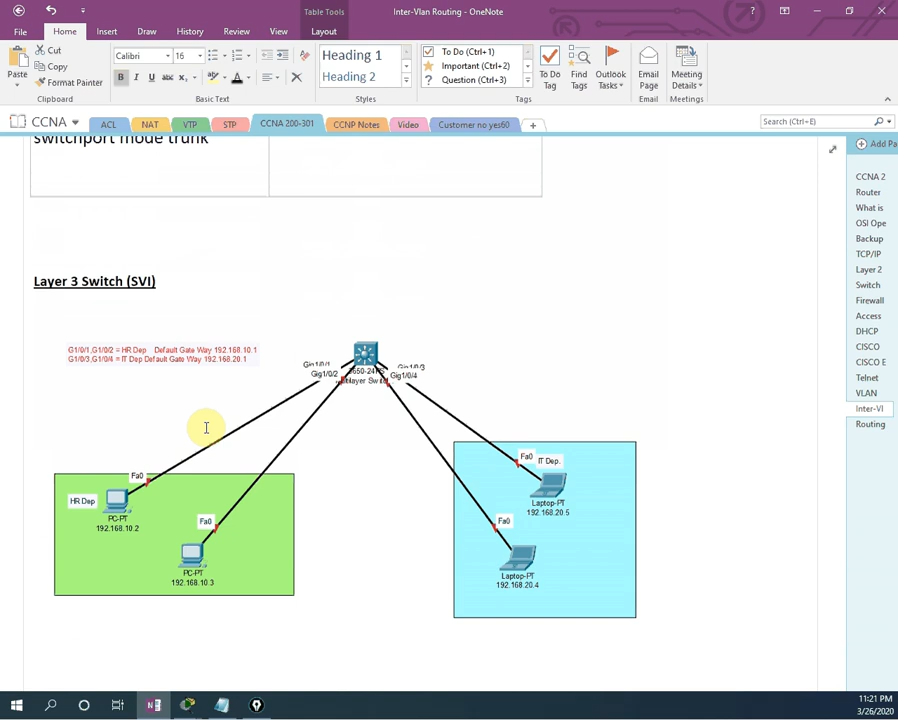 Table Tools
Inter-Vlan Routing - OneNote
File
Home
Insert
Draw
History
Review
View
Layout
Cut
Copy
Format Painter
Paste
Clipboard
Calibri
16
B I U abc x₂
A
Basic Text
Heading 1
Heading 2
Styles
To Do (Ctrl+1)
Important (Ctrl+2)
Question (Ctrl+3)
Tags
To Do
Tag
Find
Tags
Outlook
Tasks
Email
Page
Email
Meeting
Details
Meetings
CCNA
ACL
NAT
VTP
STP
CCNA 200-301
CCNP Notes
Video
Customer no yes60
Search (Ctrl+E)
switchport mode trunk
Layer 3 Switch (SVI)
G1/0/1,G1/0/2 = HR Dep Default Gate Way 192.168.10.1
G1/0/3,G1/0/4 = IT Dep Default Gate Way 192.168.20.1
Gig1/0/2
Gig1/0/4
Fa0
HR Dep
PC-PT
192.168.10.2
Fa0
PC-PT
192.168.10.3
Fa0
IT Dep.
Laptop-PT
192.168.20.5
Fa0
Laptop-PT
192.168.20.4
Add Pa
CCNA 2
Router
What is
OSI Ope
Backup
TCP/IP
Layer 2
Switch
Firewall
Access
DHCP
CISCO
CISCO E
Telnet
VLAN
Inter-Vl
Routing
11:21 PM
3/26/2020